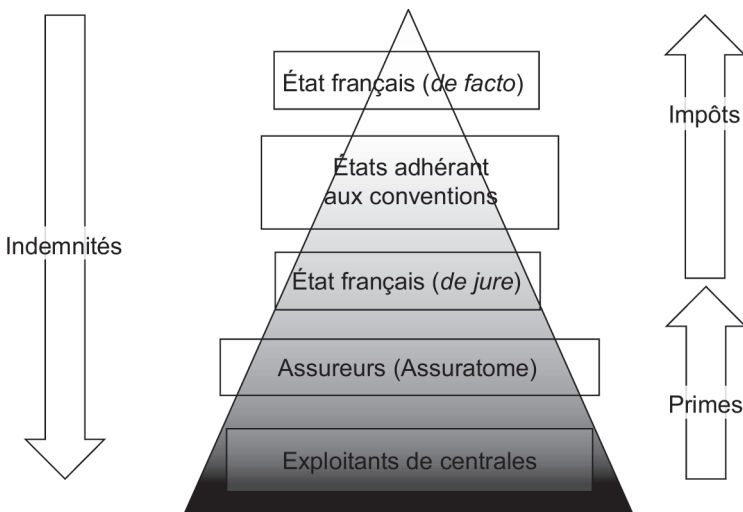 État français (de facto)
Impôts
États adhérant
aux conventions
Indemnités
État français (de jure)
Assureurs (Assuratome)
Primes
Exploitants de centrales